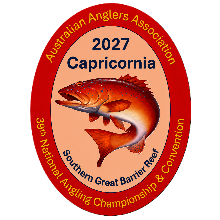 Australian Anglers Association
2027
Capricornia
Southern Great Barrier Reef
39th National Angling Championship & Convention